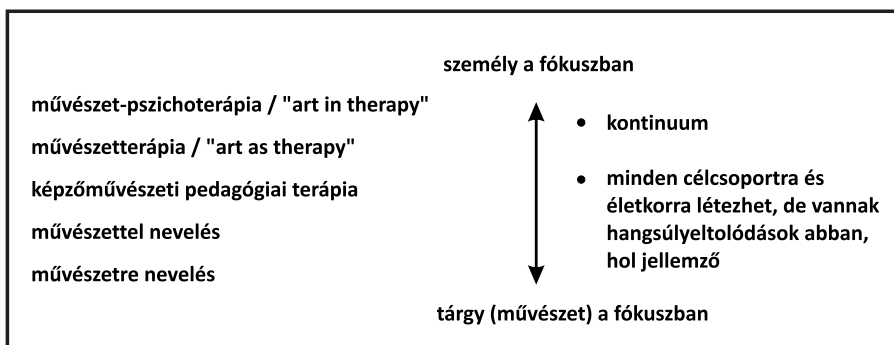 személy a fókuszban
művészet-pszichoterápia / "art in therapy"
művészetterápia / "art as therapy"
képzőművészeti pedagógiai terápia
művészettel nevelés
művészetre nevelés
• kontinuum
• minden célcsoportra és
életkorra létezhet, de vannak
hangsúlyeltolódások abban,
hol jellemző
tárgy (művészet) a fókuszban